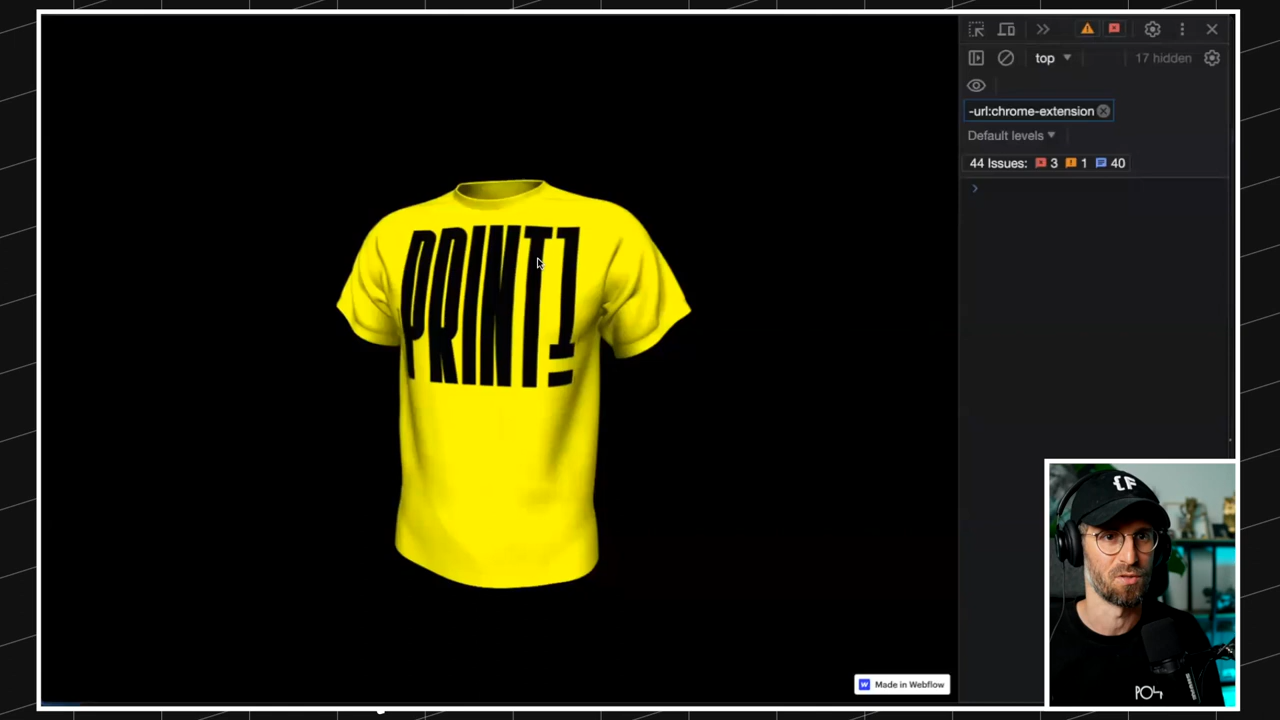 top
17 hidden
-url:chrome-extension
Default levels
44 Issues: 3 1 40
PRINT!
{F
Made in Webflow